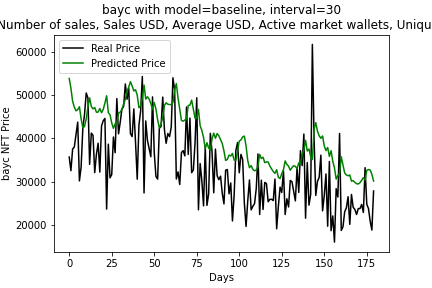 bayc with model=baseline, interval=30
Number of sales, Sales USD, Average USD, Active market wallets, Uniqu
Real Price
Predicted Price
bayc NFT Price
60000
50000
40000
30000
20000
0 25 50 75 100 125 150 175
Days